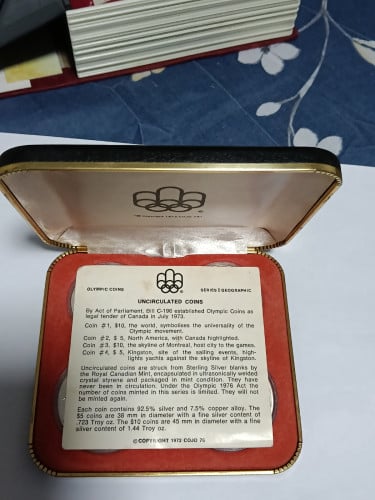 © 1972 COJO 76
OLYMPIC COINS
SERIES I GEOGRAPHIC
UNCIRCULATED COINS
By Act of Parliament, Bill C-196 established Olympic Coins as
legal tender of Canada in July 1973.
Coin #1, $10, the world, symbolises the universality of the
Olympic movement.
Coin #2, $ 5, North America, with Canada highlighted.
Coin #3, $10, the skyline of Montreal, host city to the games.
Coin #4, $ 5, Kingston, site of the sailing events, high-
lights yachts against the skyline of Kingston.
Uncirculated coins are struck from Sterling Silver blanks by
the Royal Canadian Mint, encapsulated in ultrasonically welded
crystal styrene and packaged in mint condition. They have
never been in circulation. Under the Olympic 1976 Act the
number of coins minted in this series is limited. They will
not be minted again.
Each coin contains 92.5% silver and 7.5% copper alloy. The
$5 coins are 38 mm in diameter with a fine silver content of
.723 Troy oz. The $10 coins are 45 mm in diameter with a fine
silver content of 1.44 Troy oz.
© COPYRIGHT 1972 COJO 76